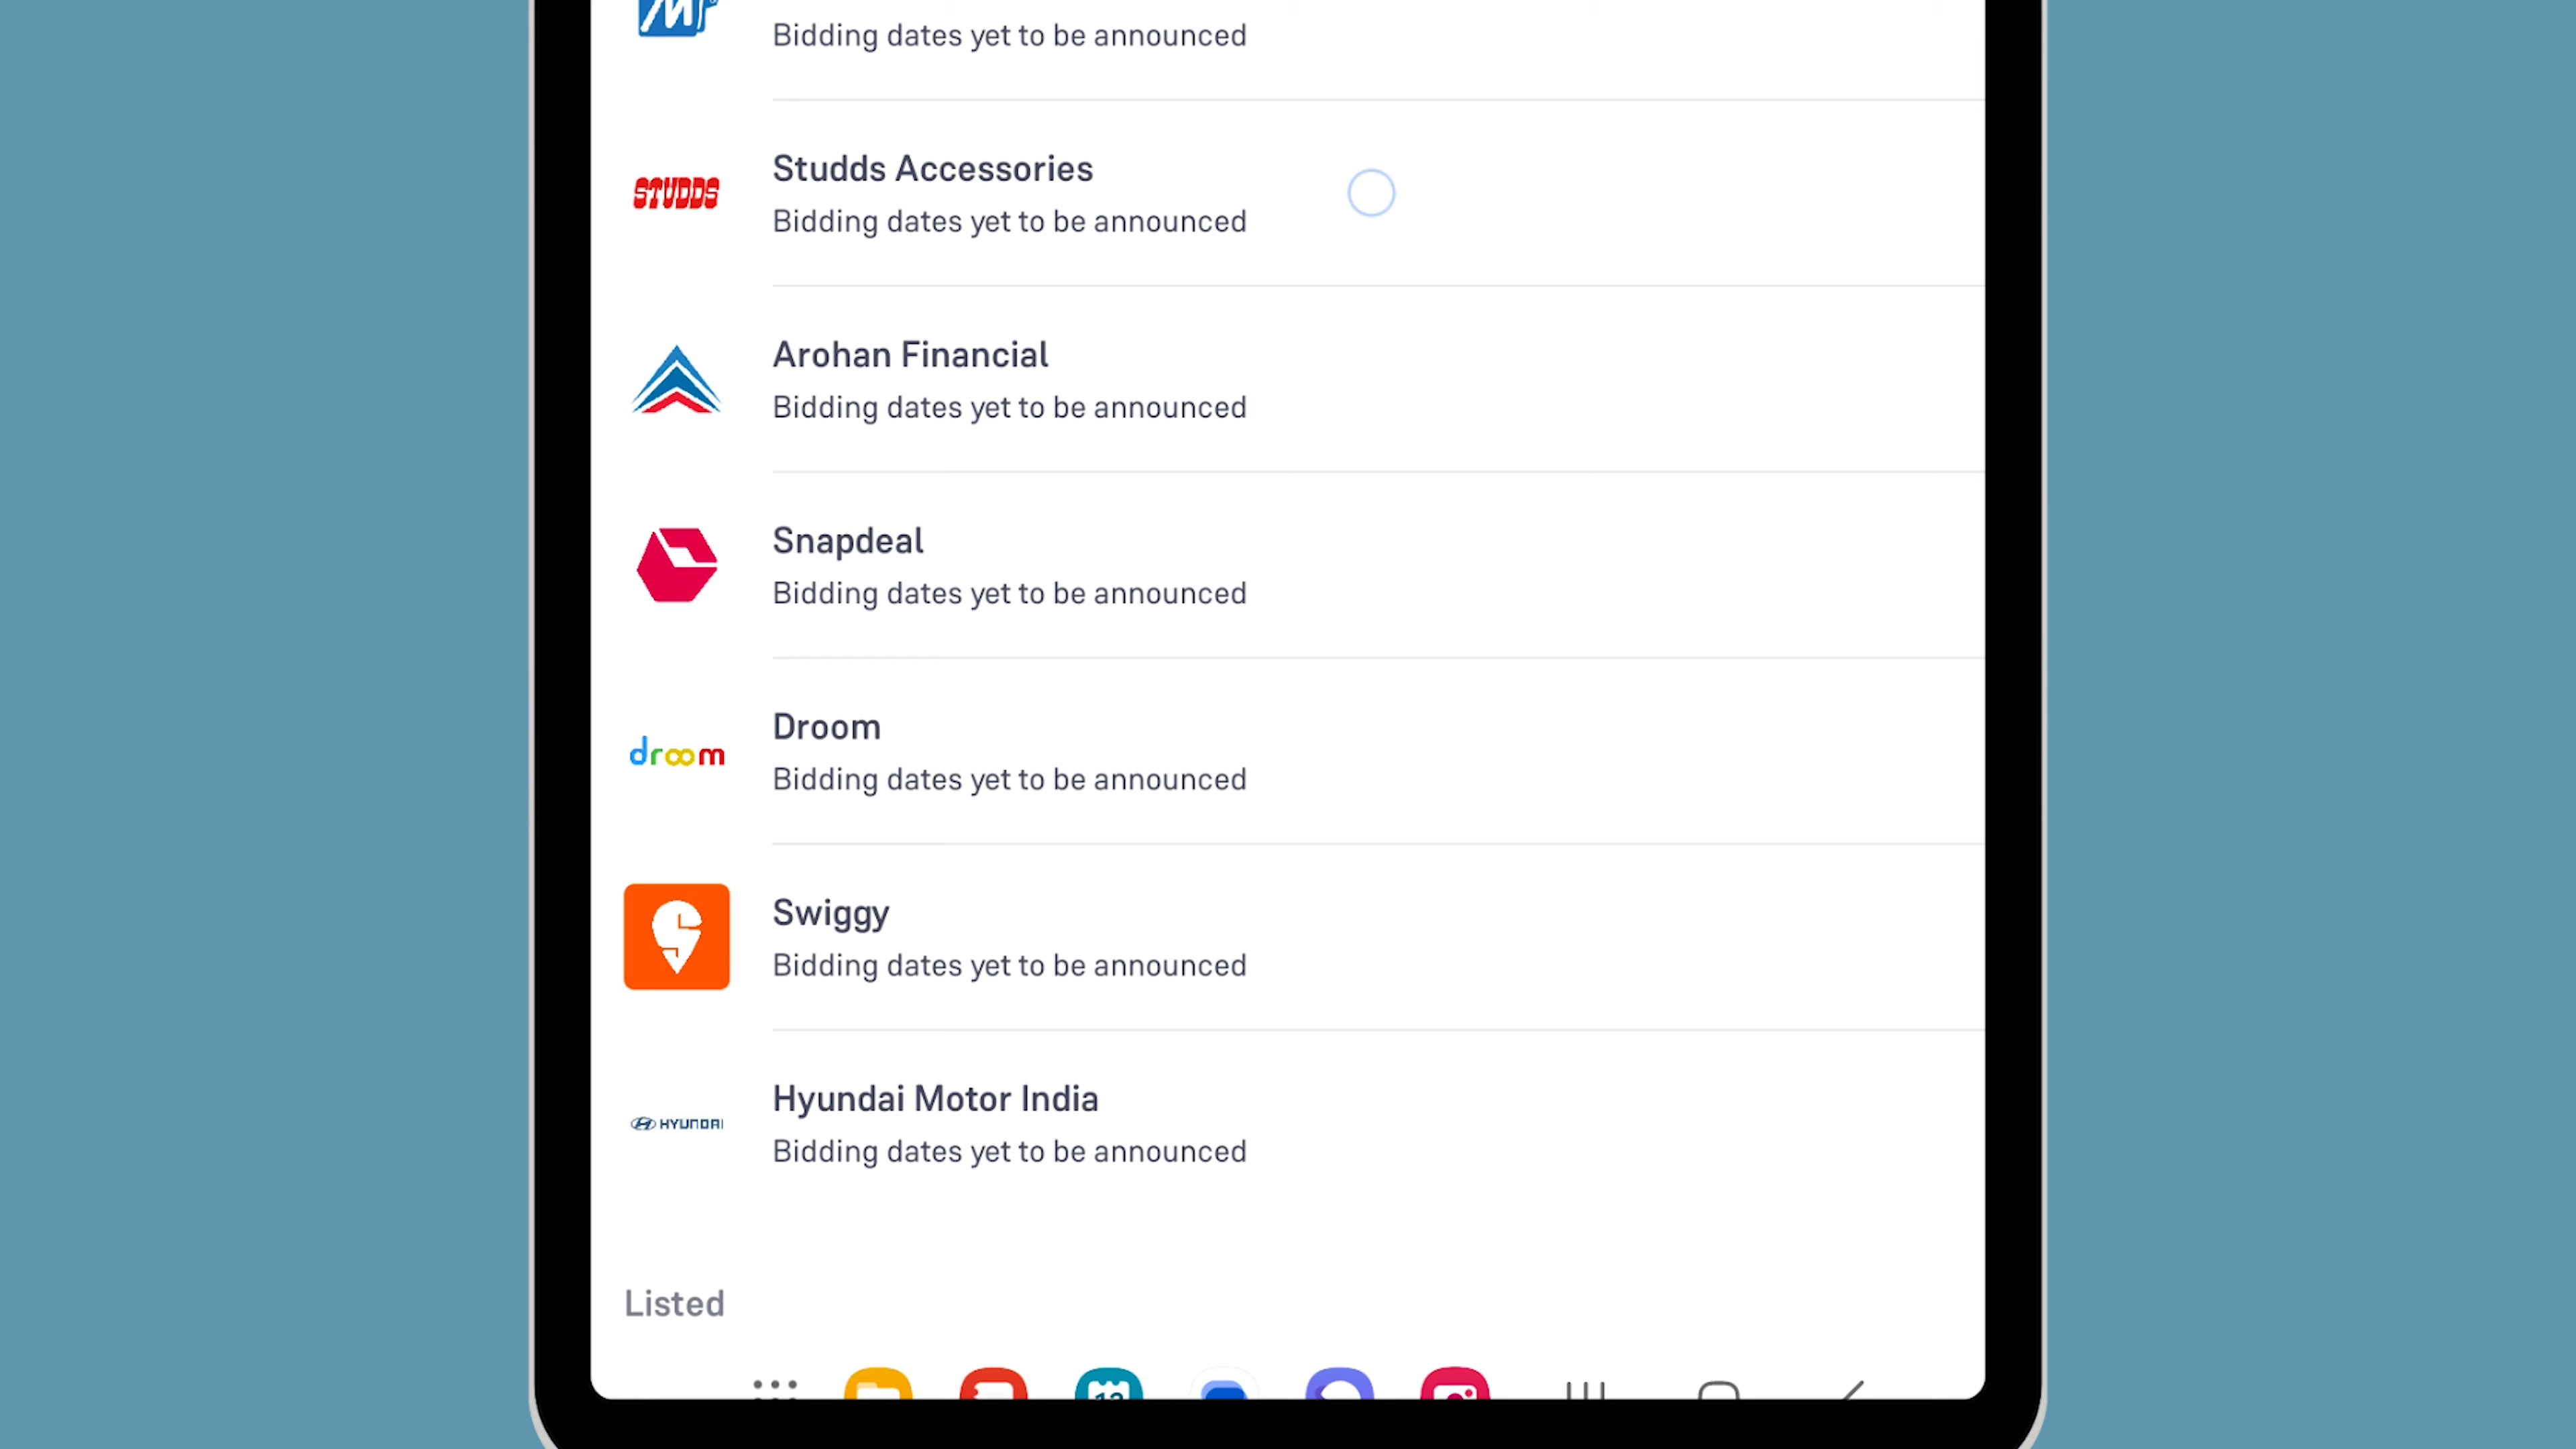 Bidding dates yet to be announced
STUDDS
Studds Accessories
Bidding dates yet to be announced
Arohan Financial
Bidding dates yet to be announced
Snapdeal
Bidding dates yet to be announced
droom
Droom
Bidding dates yet to be announced
Swiggy
Bidding dates yet to be announced
HYUNDAI
Hyundai Motor India
Bidding dates yet to be announced
Listed